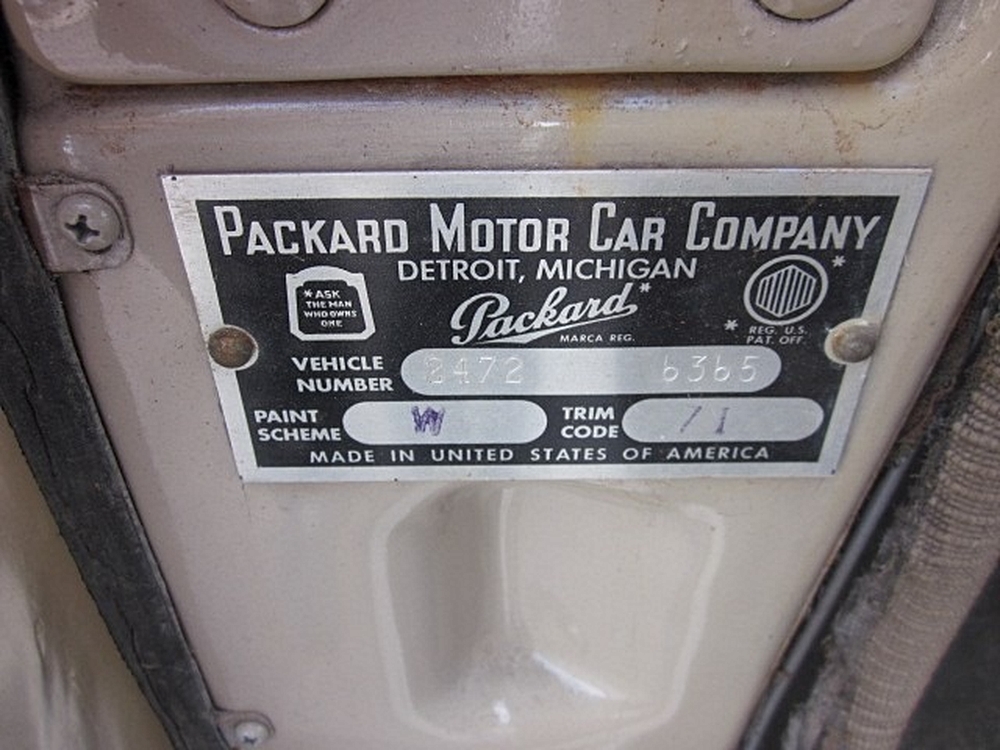 PACKARD MOTOR CAR COMPANY
DETROIT, MICHIGAN
*ASK
THE MAN
WHO OWNS
ONE
Packard*
MARCA REG.
*
* REG. U.S.
PAT. OFF.
VEHICLE
NUMBER
2472 6365
PAINT
SCHEME
W
TRIM
CODE
71
MADE IN UNITED STATES OF AMERICA